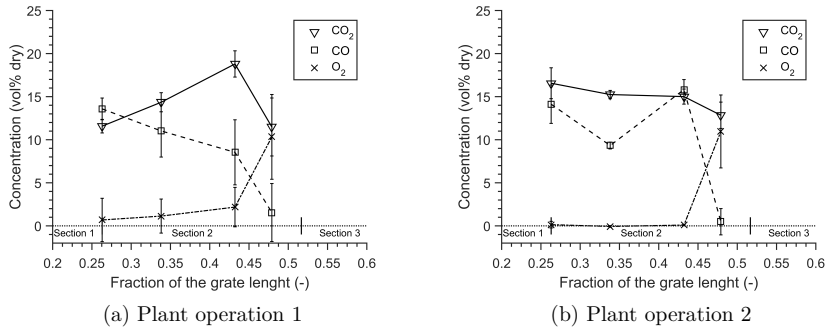 25
20
15
10
5
0
Concentration (vol% dry)
CO2
CO
O2
Section 1
Section 2
Section 3
0.2 0.25 0.3 0.35 0.4 0.45 0.5 0.55 0.6
Fraction of the grate lenght (-)
(a) Plant operation 1
25
20
15
10
5
0
Concentration (vol% dry)
CO2
CO
O2
Section 1
Section 2
Section 3
0.2 0.25 0.3 0.35 0.4 0.45 0.5 0.55 0.6
Fraction of the grate lenght (-)
(b) Plant operation 2